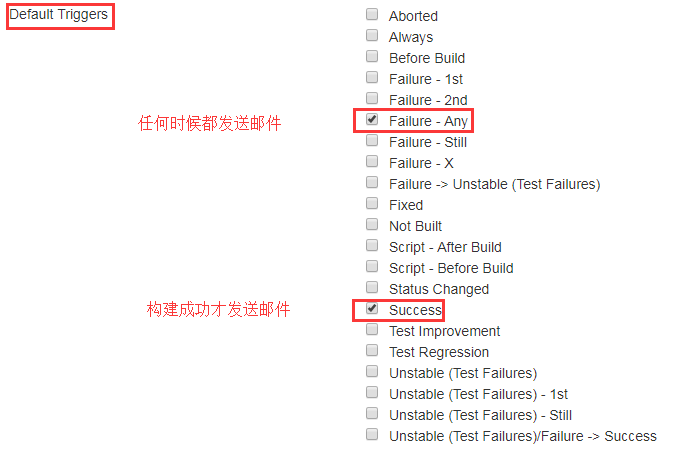 Default Triggers
Aborted
Always
Before Build
Failure - 1st
Failure - 2nd
任何时候都发送邮件
Failure - Any
Failure - Still
Failure - X
Failure -> Unstable (Test Failures)
Fixed
Not Built
Script - After Build
Script - Before Build
Status Changed
构建成功才发送邮件
Success
Test Improvement
Test Regression
Unstable (Test Failures)
Unstable (Test Failures) - 1st
Unstable (Test Failures) - Still
Unstable (Test Failures)/Failure -> Success